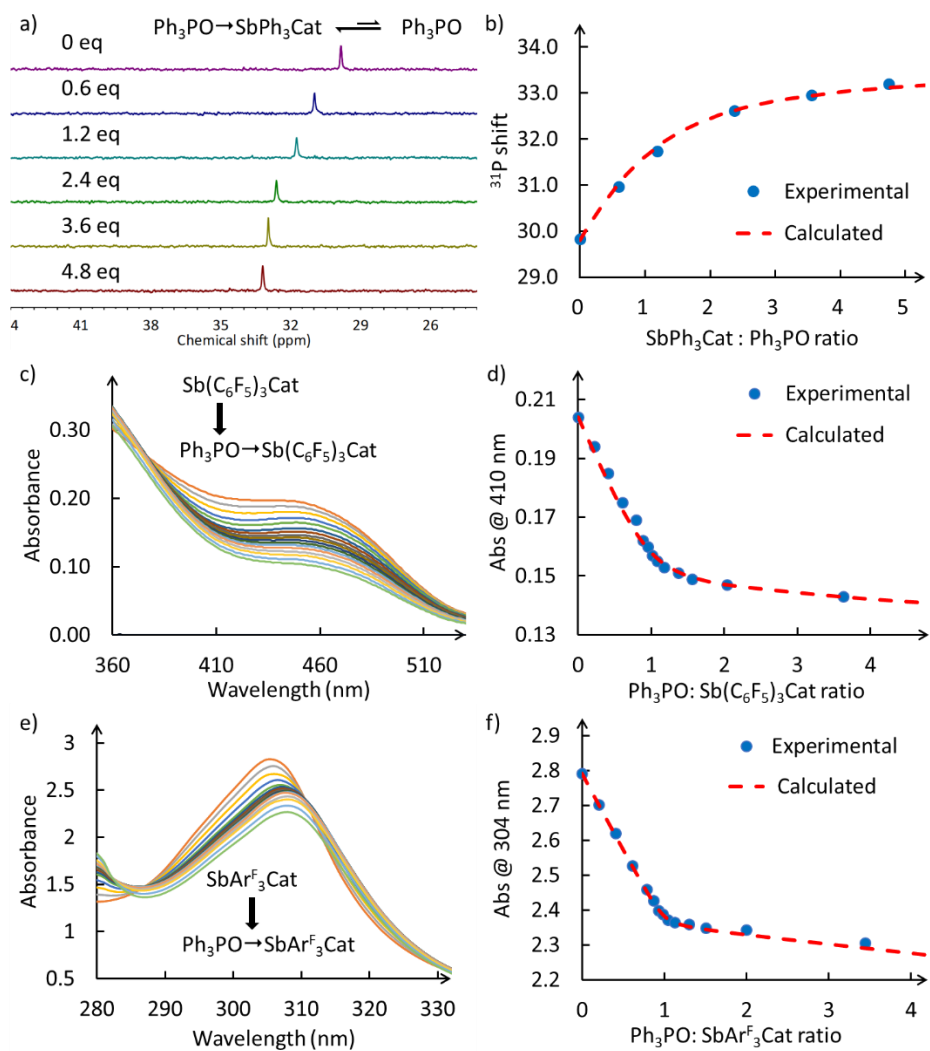 a)
Ph₃PO→SbPh₃Cat ⇌ Ph₃PO
0 eq
0.6 eq
1.2 eq
2.4 eq
3.6 eq
4.8 eq
4 41 38 35 32 29 26
Chemical shift (ppm)
b)
34.0
33.0
32.0
31.0
30.0
29.0
³¹P shift
Experimental
Calculated
0 1 2 3 4 5
SbPh₃Cat : Ph₃PO ratio
c)
Sb(C₆F₅)₃Cat
Ph₃PO→Sb(C₆F₅)₃Cat
0.30
0.20
0.10
0.00
Absorbance
360 410 460 510
Wavelength (nm)
d)
0.21
0.19
0.17
0.15
0.13
Abs @ 410 nm
Experimental
Calculated
0 1 2 3 4
Ph₃PO: Sb(C₆F₅)₃Cat ratio
e)
3
2.5
2
1.5
1
0.5
Absorbance
SbArᶠ₃Cat
Ph₃PO→SbArᶠ₃Cat
280 290 300 310 320 330
Wavelength (nm)
f)
2.9
2.8
2.7
2.6
2.5
2.4
2.3
2.2
Abs @ 304 nm
Experimental
Calculated
0 1 2 3 4
Ph₃PO: SbArᶠ₃Cat ratio